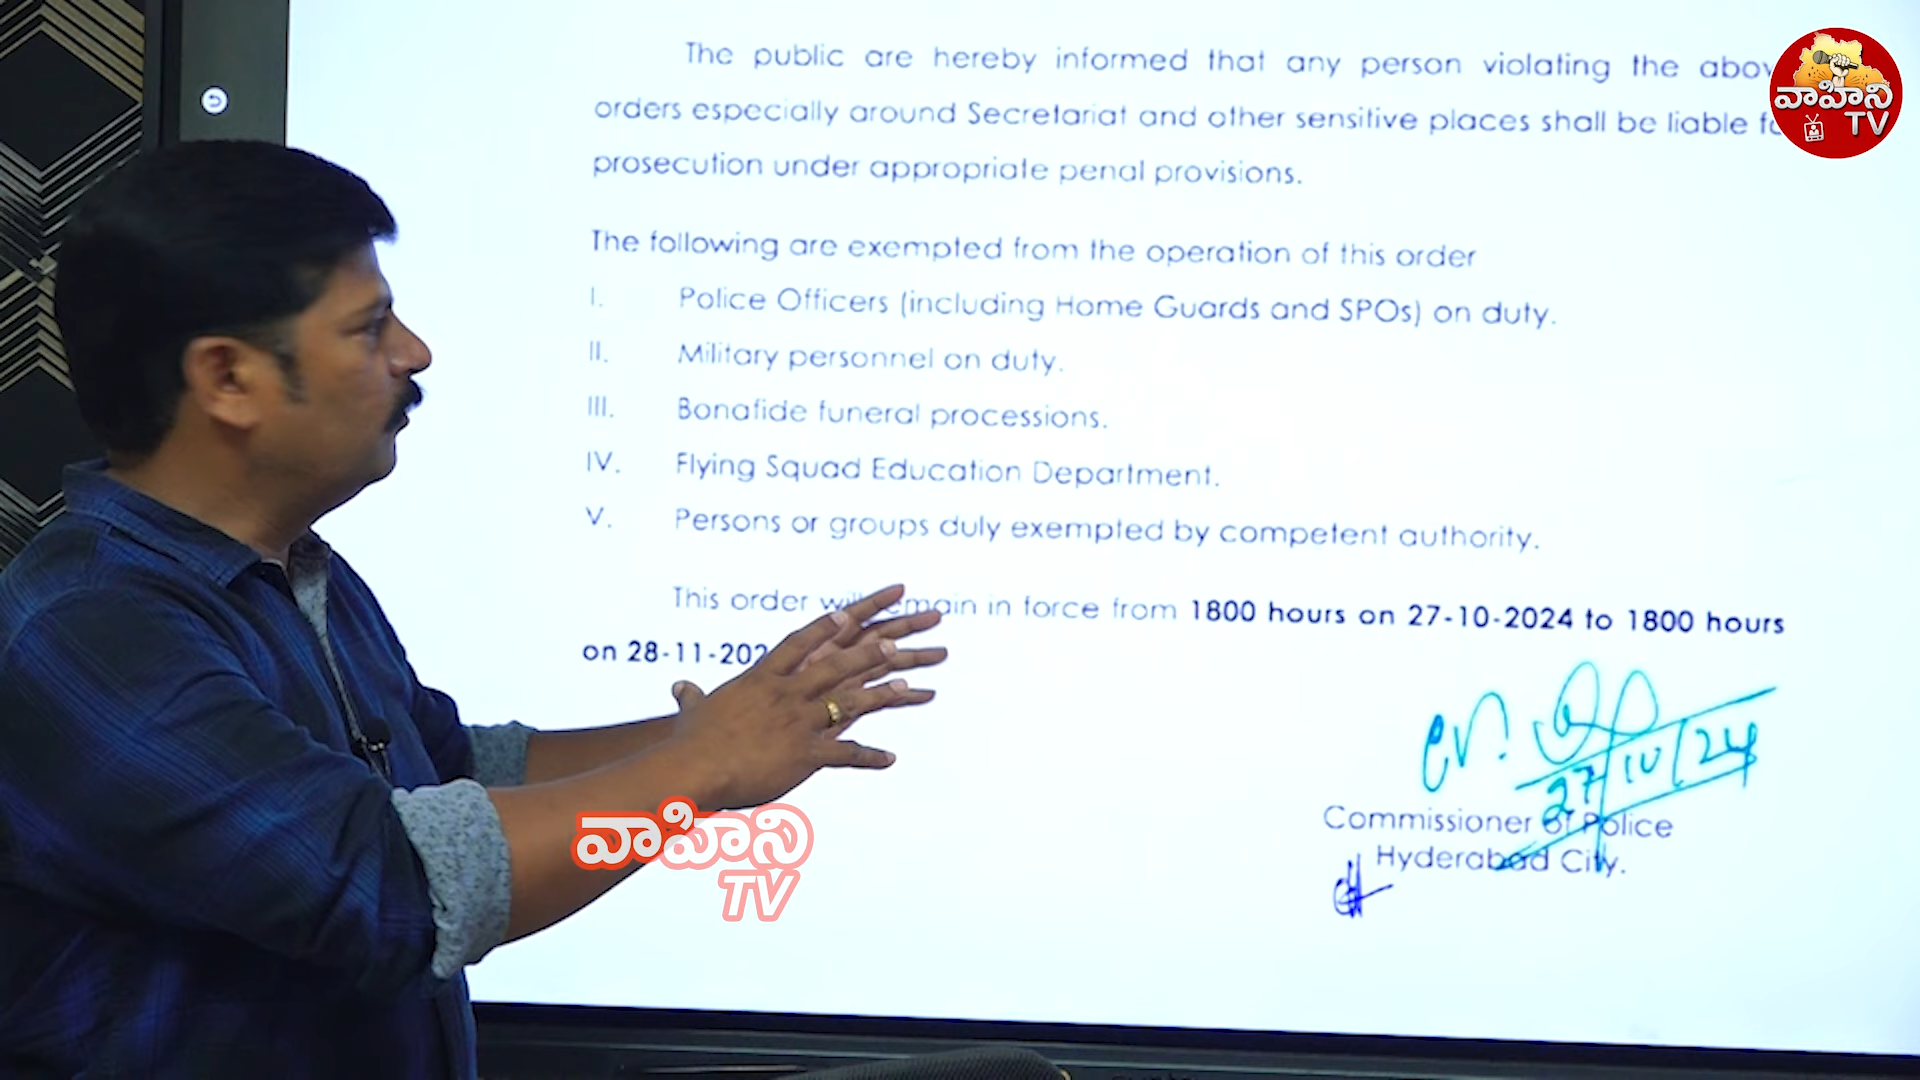 The public are hereby informed that any person violating the abov
orders especially around Secretariat and other sensitive places shall be liable fo
prosecution under appropriate penal provisions.
The following are exempted from the operation of this order
I. Police Officers (including Home Guards and SPOs) on duty.
II. Military personnel on duty.
III. Bonafide funeral processions.
IV. Flying Squad Education Department.
V. Persons or groups duly exempted by competent authority.
This order will remain in force from 1800 hours on 27-10-2024 to 1800 hours
on 28-11-202
27/10/24
Commissioner of Police
Hyderabad City.
వాహిని
TV
వాహిని
TV